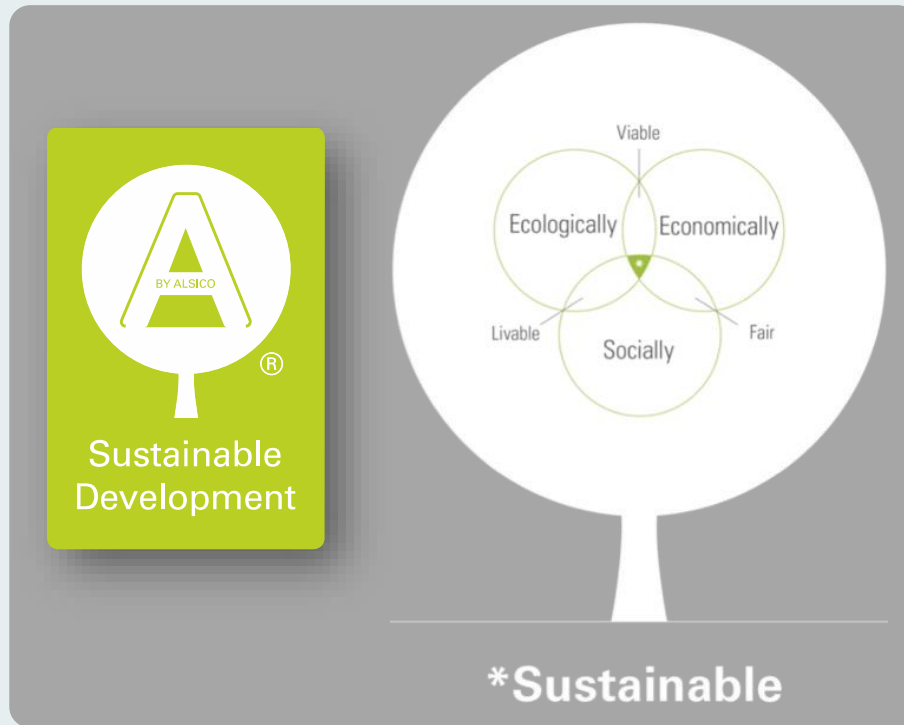 BY ALSICO
®
Sustainable
Development
Viable
Ecologically
Economically
*
Livable
Fair
Socially
*Sustainable